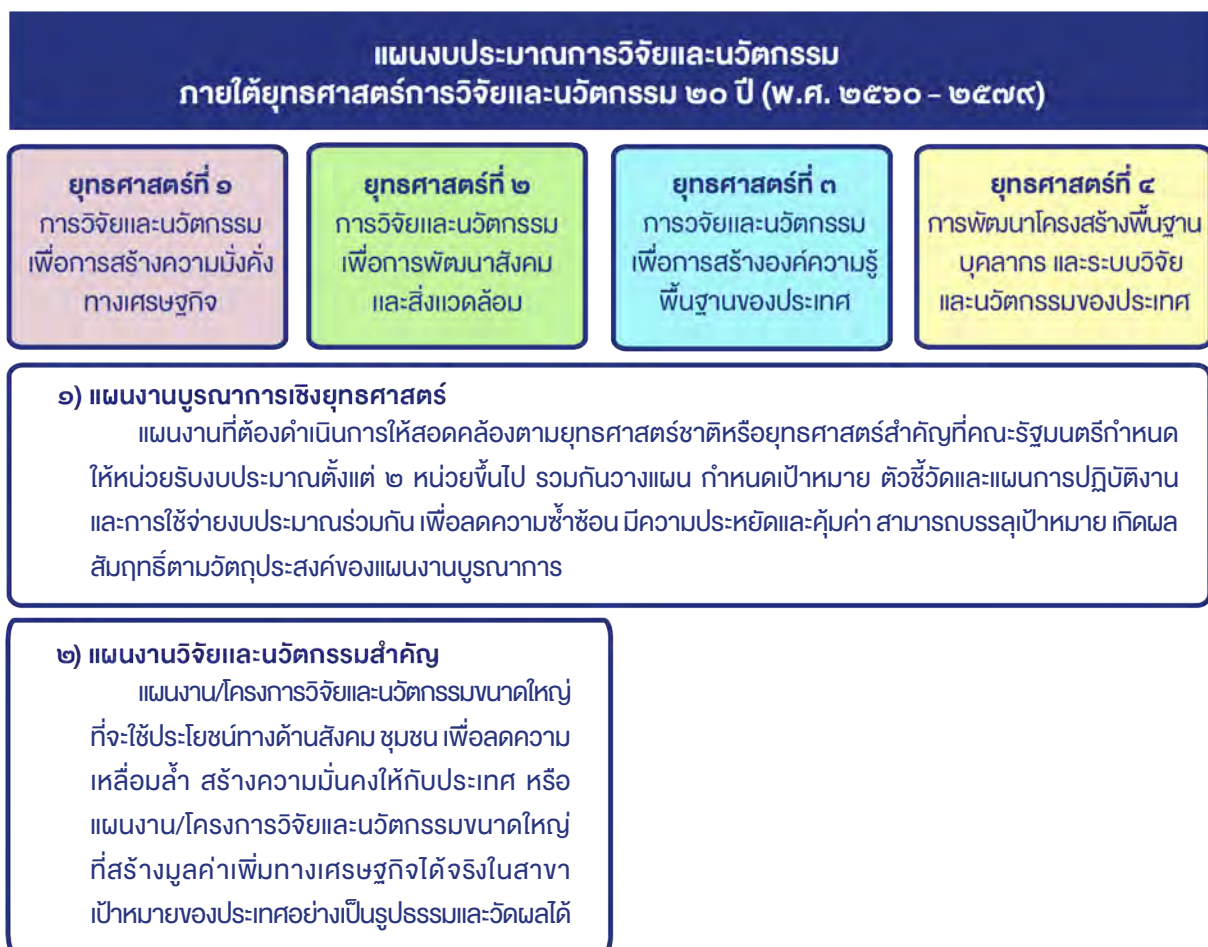 แผนงบประมาณการวิจัยและนวัตกรรม
ภายใต้ยุทธศาสตร์การวิจัยและนวัตกรรม ๒๐ ปี (พ.ศ. ๒๕๖๐ - ๒๕๗๙)
ยุทธศาสตร์ที่ ๑
การวิจัยและนวัตกรรม
เพื่อการสร้างความมั่งคั่ง
ทางเศรษฐกิจ
ยุทธศาสตร์ที่ ๒
การวิจัยและนวัตกรรม
เพื่อการพัฒนาสังคม
และสิ่งแวดล้อม
ยุทธศาสตร์ที่ ๓
การวจัยและนวัตกรรม
เพื่อการสร้างองค์ความรู้
พื้นฐานของประเทศ
ยุทธศาสตร์ที่ ๔
การพัฒนาโครงสร้างพื้นฐาน
บุคลากร และระบบวิจัย
และนวัตกรรมของประเทศ
๑) แผนงานบูรณาการเชิงยุทธศาสตร์
แผนงานที่ต้องดำเนินการให้สอดคล้องตามยุทธศาสตร์ชาติหรือยุทธศาสตร์สำคัญที่คณะรัฐมนตรีกำหนด
ให้หน่วยรับงบประมาณตั้งแต่ ๒ หน่วยขึ้นไป รวมกันวางแผน กำหนดเป้าหมาย ตัวชี้วัดและแผนการปฏิบัติงาน
และการใช้จ่ายงบประมาณร่วมกัน เพื่อลดความซ้ำซ้อน มีความประหยัดและคุ้มค่า สามารถบรรลุเป้าหมาย เกิดผล
สัมฤทธิ์ตามวัตถุประสงค์ของแผนงานบูรณาการ
๒) แผนงานวิจัยและนวัตกรรมสำคัญ
แผนงาน/โครงการวิจัยและนวัตกรรมขนาดใหญ่
ที่จะใช้ประโยชน์ทางด้านสังคม ชุมชน เพื่อลดความ
เหลื่อมล้ำ สร้างความมั่นคงให้กับประเทศ หรือ
แผนงาน/โครงการวิจัยและนวัตกรรมขนาดใหญ่
ที่สร้างมูลค่าเพิ่มทางเศรษฐกิจได้จริงในสาขา
เป้าหมายของประเทศอย่างเป็นรูปธรรมและวัดผลได้